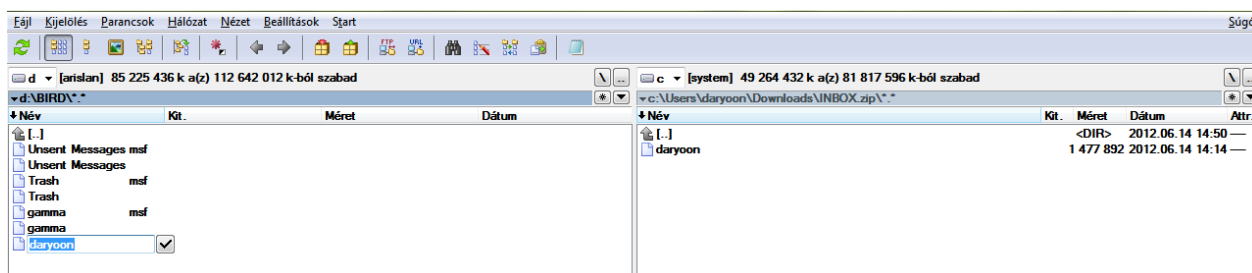 Fájl Kijelölés Parancsok Hálózat Nézet Beállítások Start Súgó
FTP URL
d [arislan] 85 225 436 k a(z) 112 642 012 k-ból szabad \ ..
c [system] 49 264 432 k a(z) 81 817 596 k-ból szabad \ ..
d:\BIRD\*.* *
c:\Users\daryoon\Downloads\INBOX.zip\*.* *
Név Kit. Méret Dátum
Név Kit. Méret Dátum Attr.
[..]
Unsent Messages msf
Unsent Messages
Trash msf
Trash
gamma msf
gamma
daryoon
[..] <DIR> 2012.06.14 14:50 —
daryoon 1 477 892 2012.06.14 14:14 —